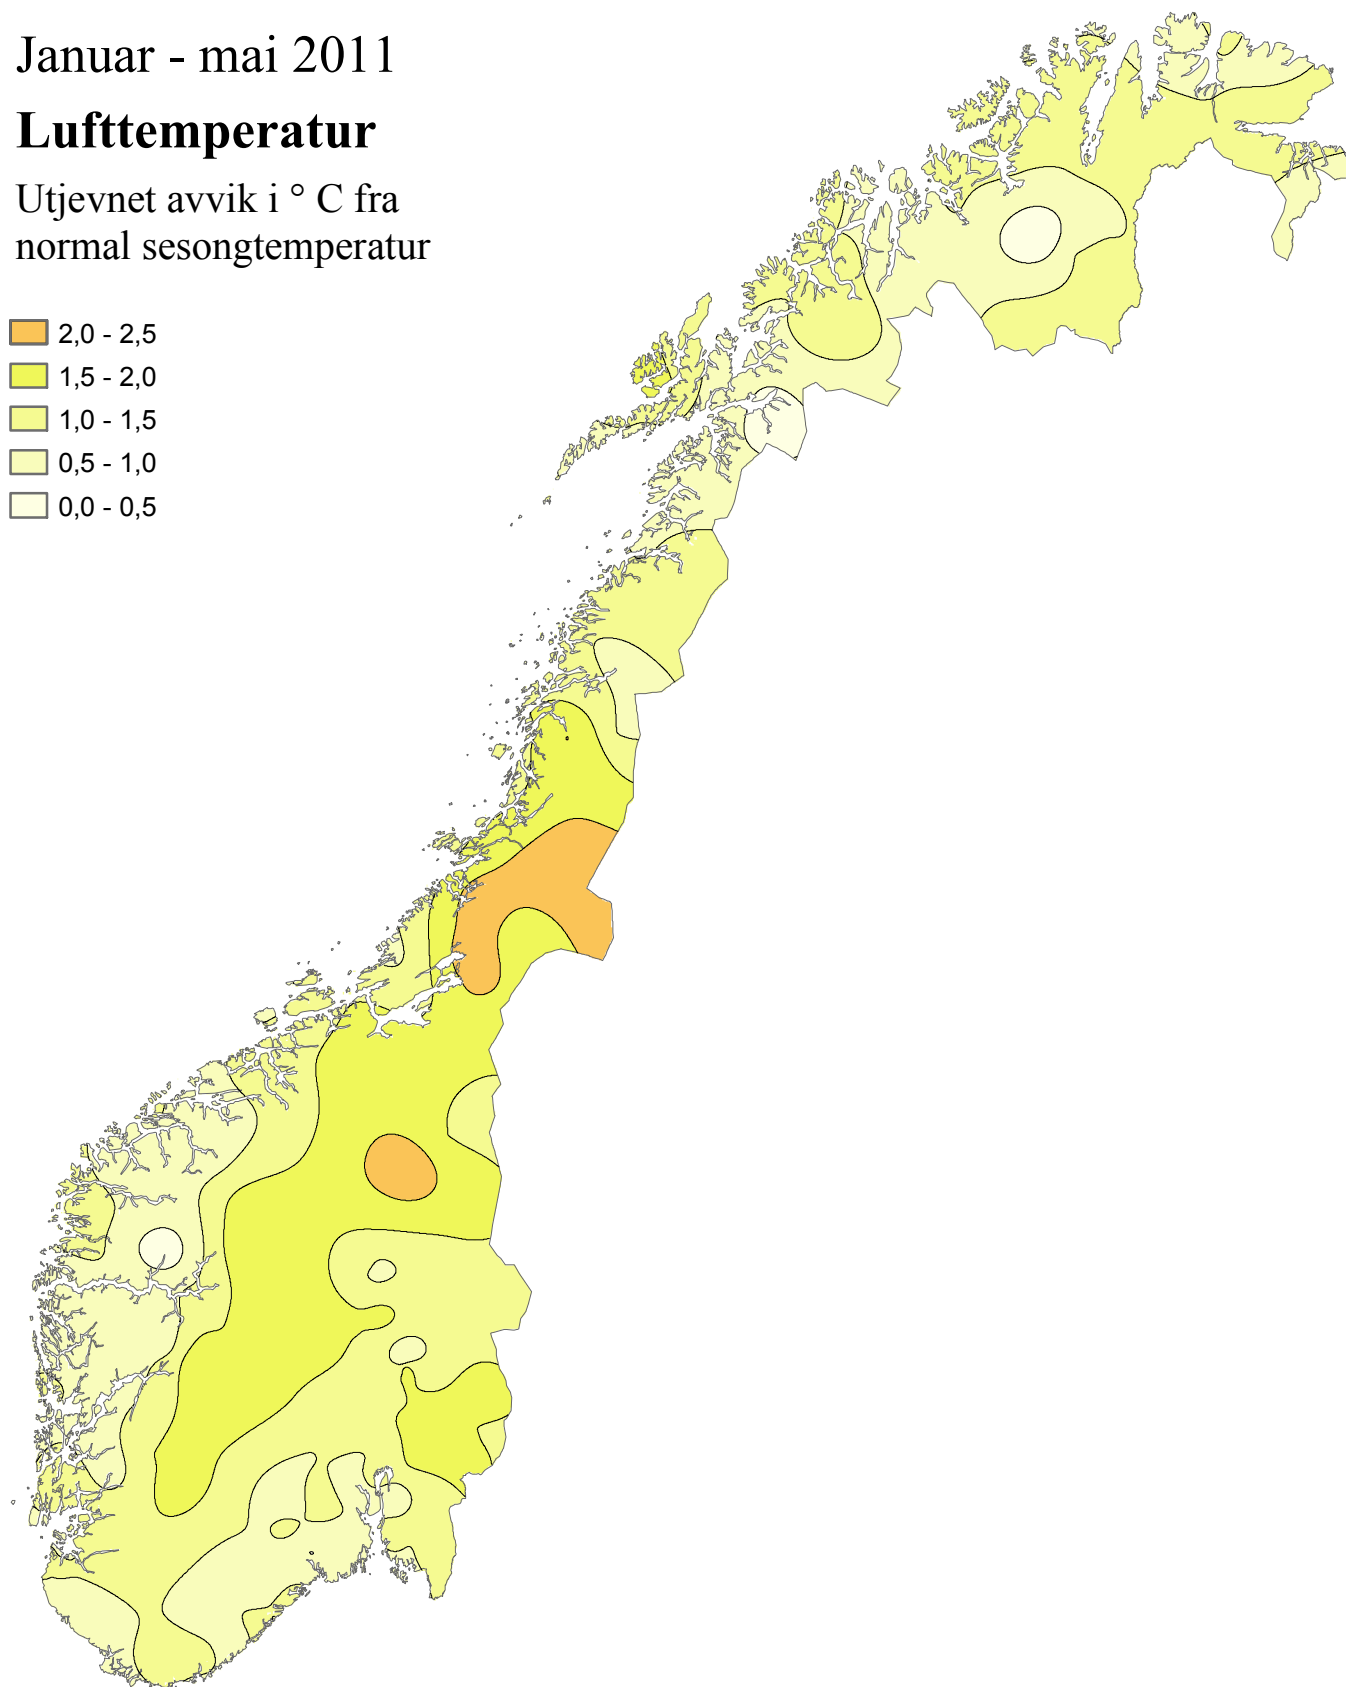 Januar - mai 2011
Lufttemperatur
Utjevnet avvik i ° C fra
normal sesongtemperatur
2,0 - 2,5
1,5 - 2,0
1,0 - 1,5
0,5 - 1,0
0,0 - 0,5